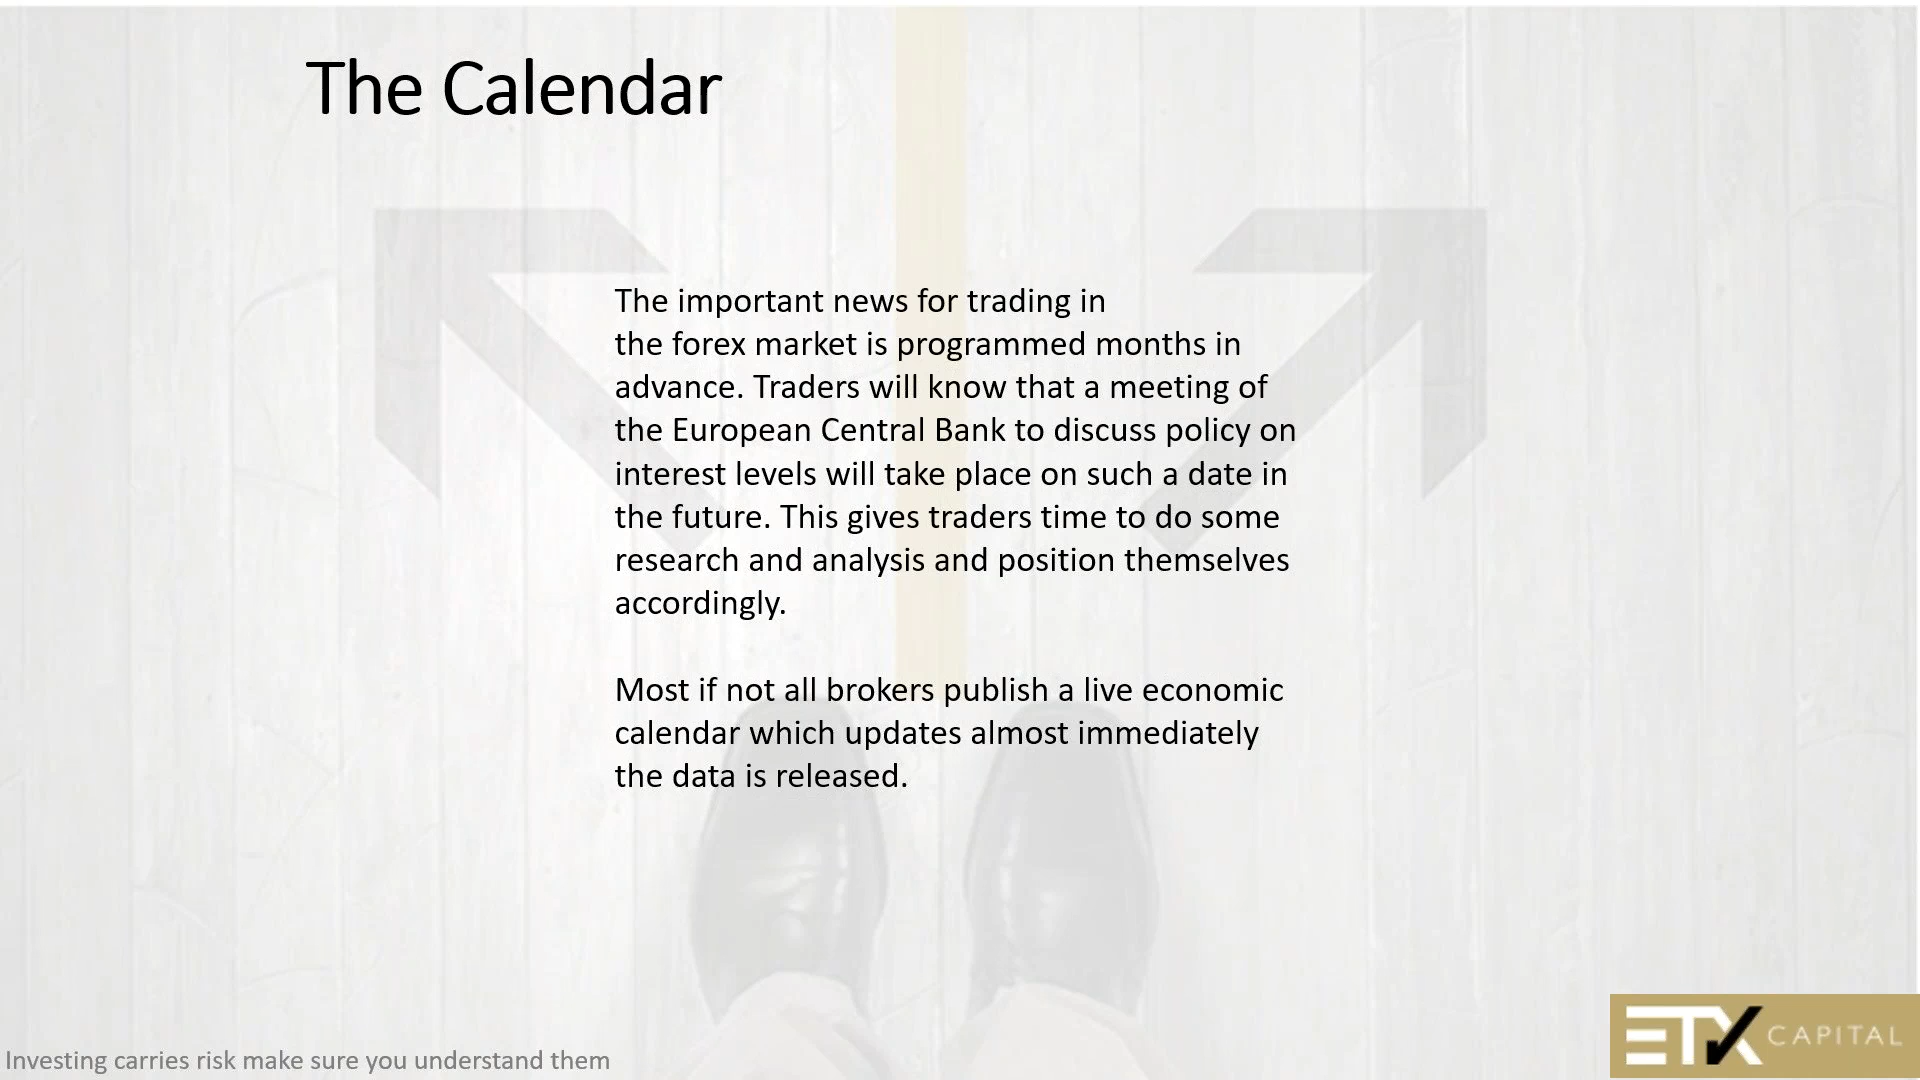 The Calendar
The important news for trading in
the forex market is programmed months in
advance. Traders will know that a meeting of
the European Central Bank to discuss policy on
interest levels will take place on such a date in
the future. This gives traders time to do some
research and analysis and position themselves
accordingly.
Most if not all brokers publish a live economic
calendar which updates almost immediately
the data is released.
Investing carries risk make sure you understand them
ETX CAPITAL